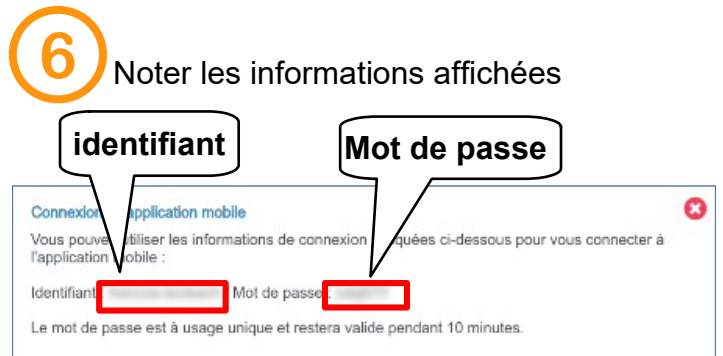 6
Noter les informations affichées
identifiant
Mot de passe
Connexion application mobile
Vous pouvez utiliser les informations de connexion quées ci-dessous pour vous connecter à
l'application mobile :
Identifiant : Mot de passe :
Le mot de passe est à usage unique et restera valide pendant 10 minutes.